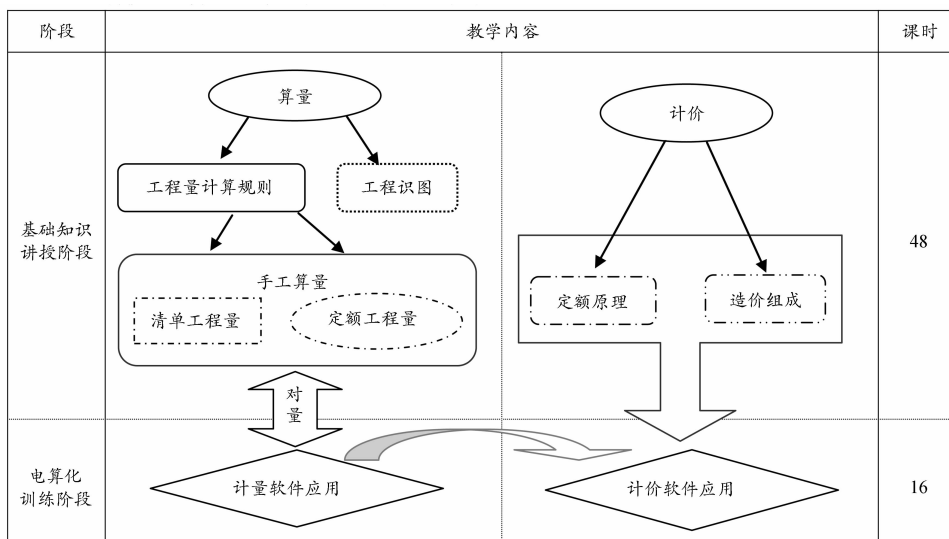 阶段
教学内容
课时
算量
计价
工程量计算规则
工程识图
基础知识
讲授阶段
48
手工算量
清单工程量
定额工程量
定额原理
造价组成
对
量
电算化
训练阶段
计量软件应用
计价软件应用
16